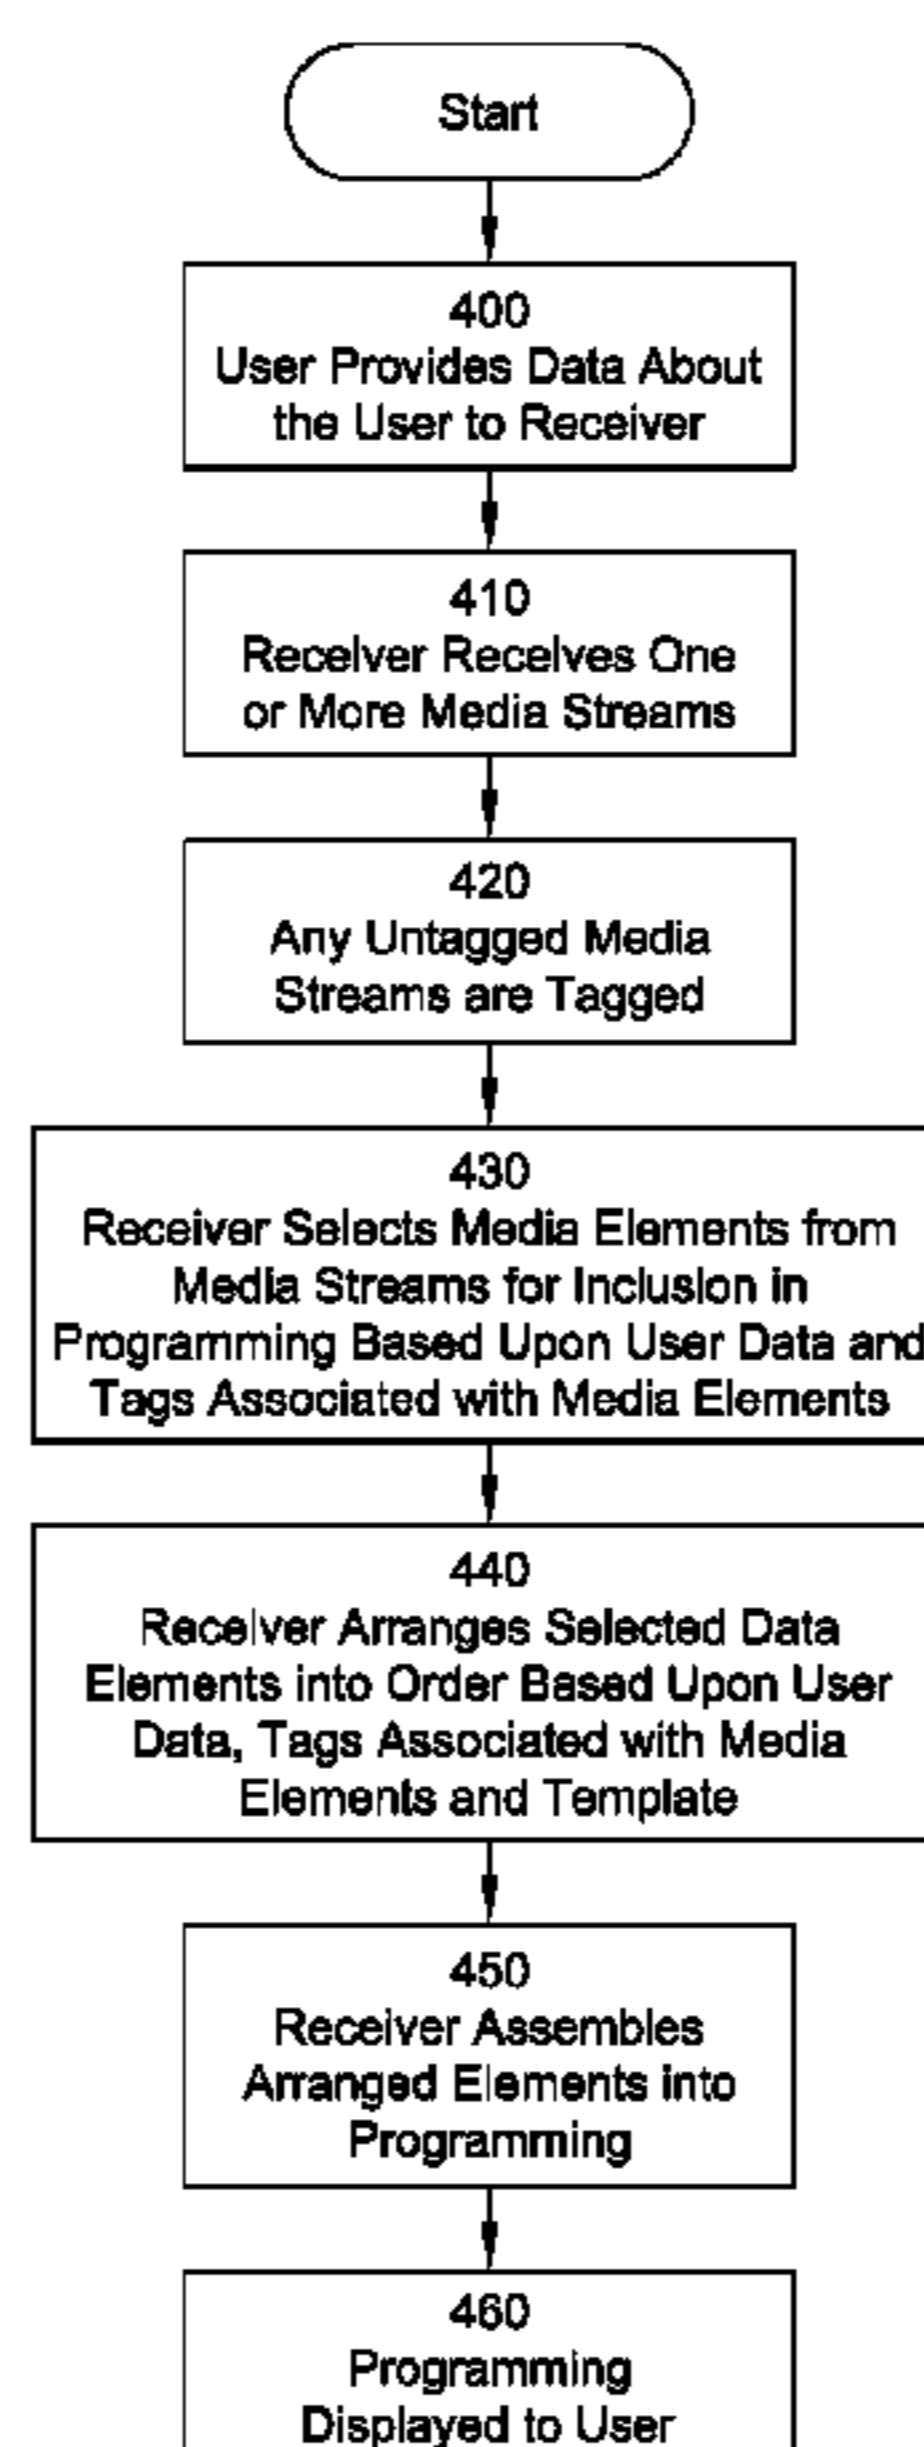 Start
400
User Provides Data About
the User to Receiver
410
Receiver Receives One
or More Media Streams
420
Any Untagged Media
Streams are Tagged
430
Receiver Selects Media Elements from
Media Streams for Inclusion in
Programming Based Upon User Data and
Tags Associated with Media Elements
440
Receiver Arranges Selected Data
Elements into Order Based Upon User
Data, Tags Associated with Media
Elements and Template
450
Receiver Assembles
Arranged Elements into
Programming
460
Programming
Displayed to User